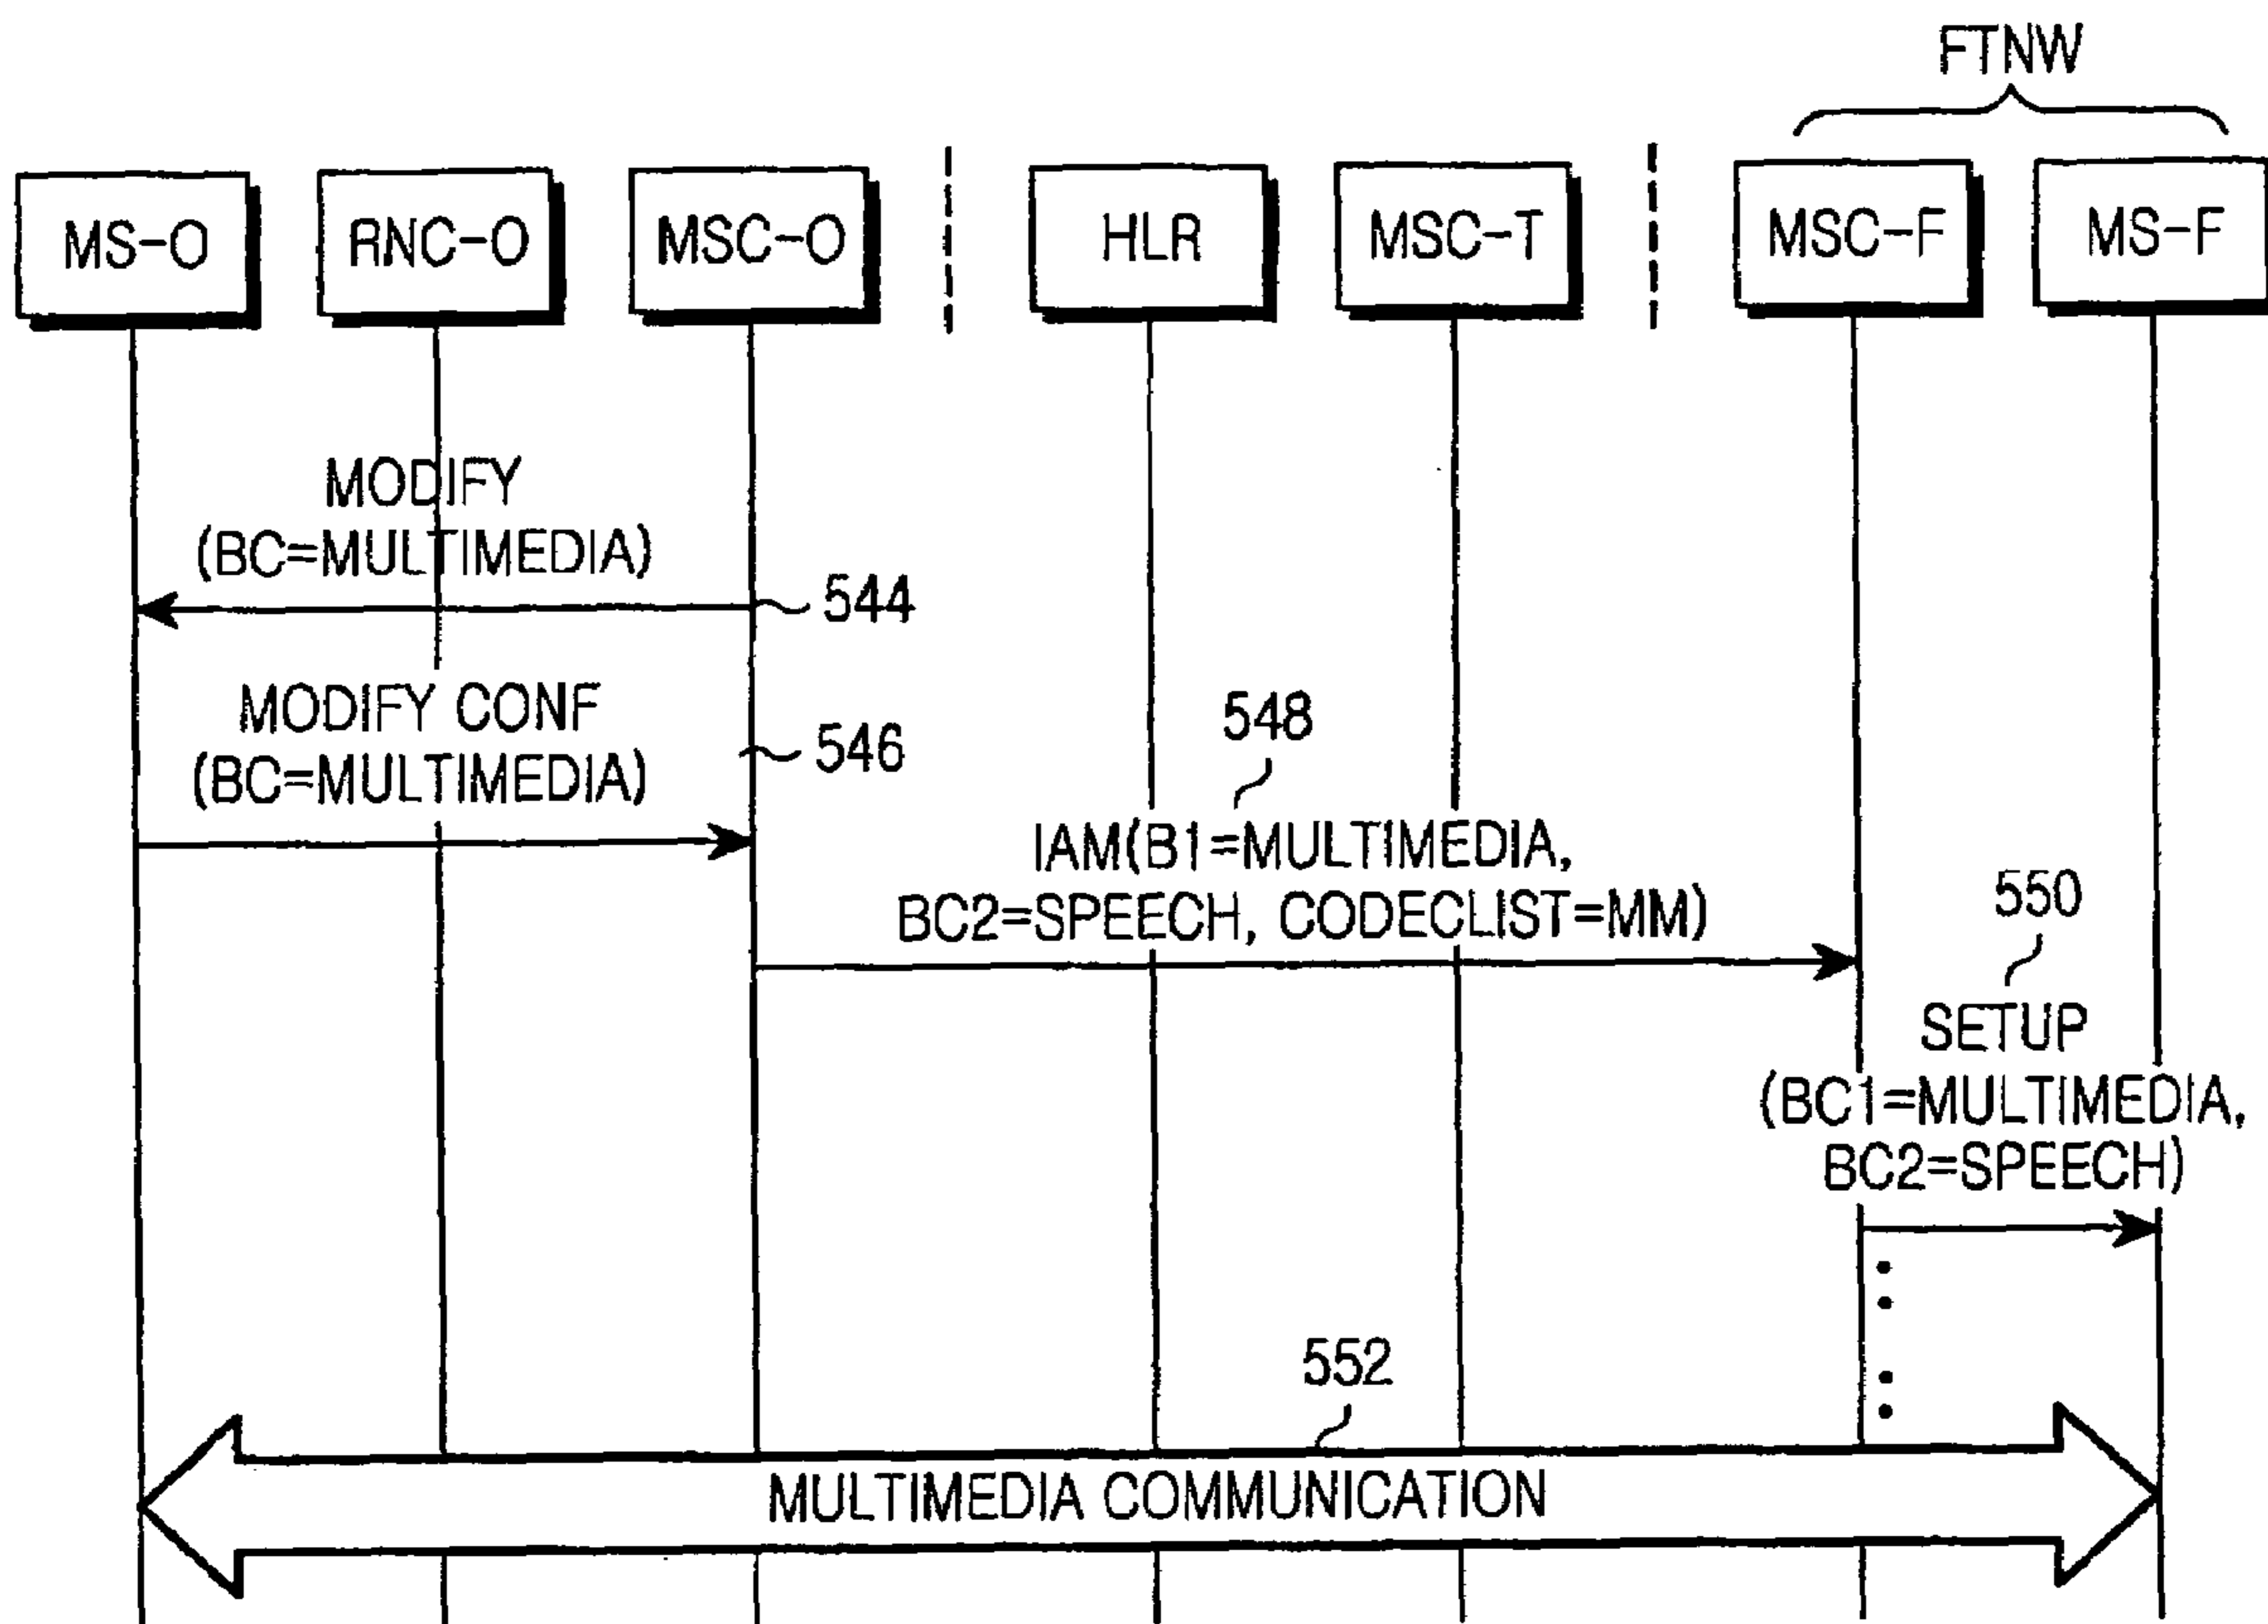 FTNW
MS-O
RNC-O
MSC-O
HLR
MSC-T
MSC-F
MS-F
MODIFY
(BC=MULTIMEDIA)
544
MODIFY CONF
(BC=MULTIMEDIA)
546
548
IAM(B1=MULTIMEDIA,
BC2=SPEECH, CODECLIST=MM)
550
SETUP
(BC1=MULTIMEDIA,
BC2=SPEECH)
552
MULTIMEDIA COMMUNICATION